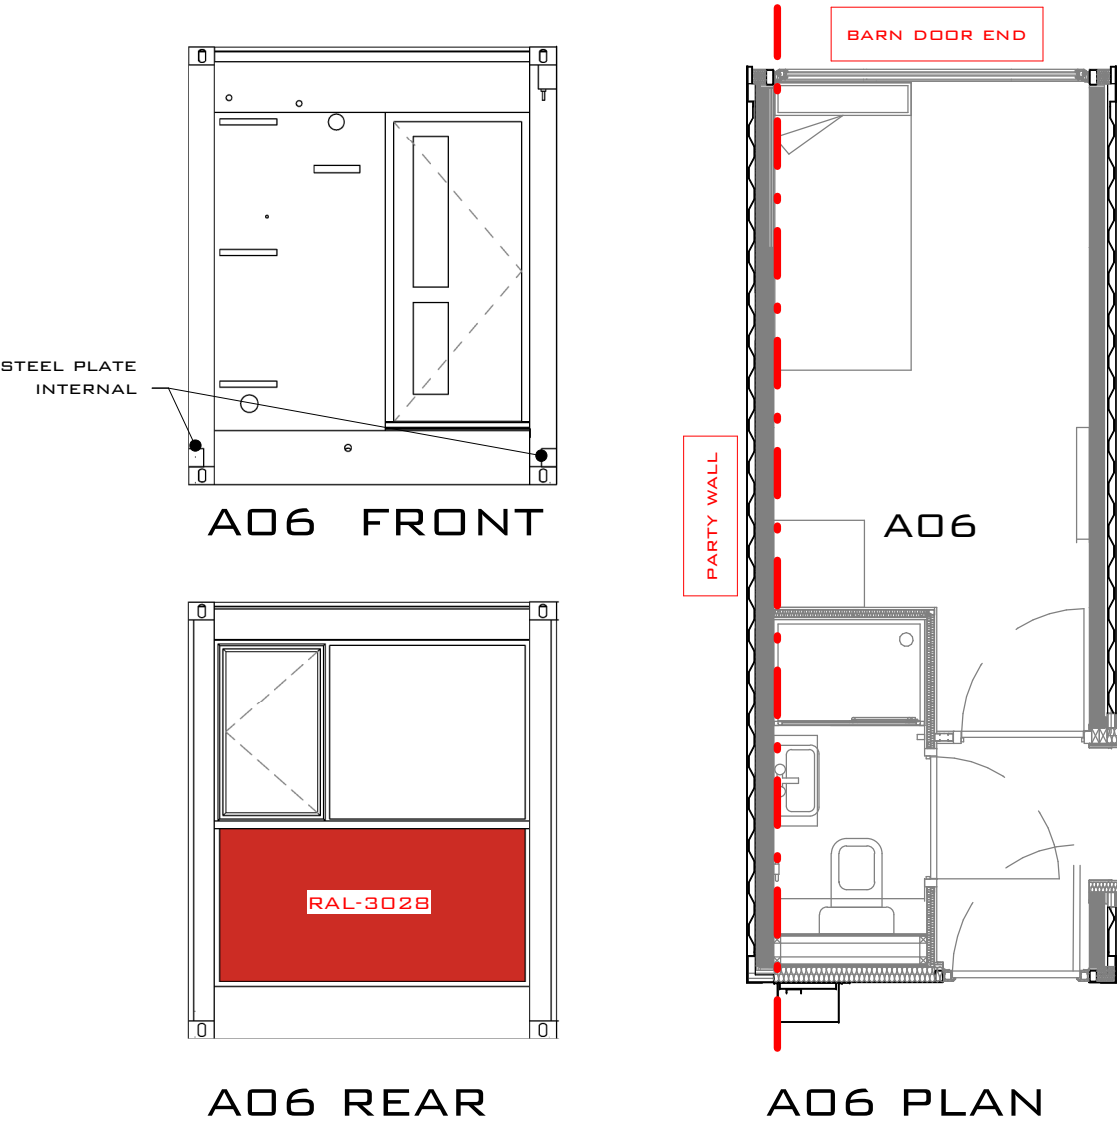 BARN DOOR END
STEEL PLATE
INTERNAL
A06 FRONT
PARTY WALL
A06
RAL-3028
A06 REAR
A06 PLAN